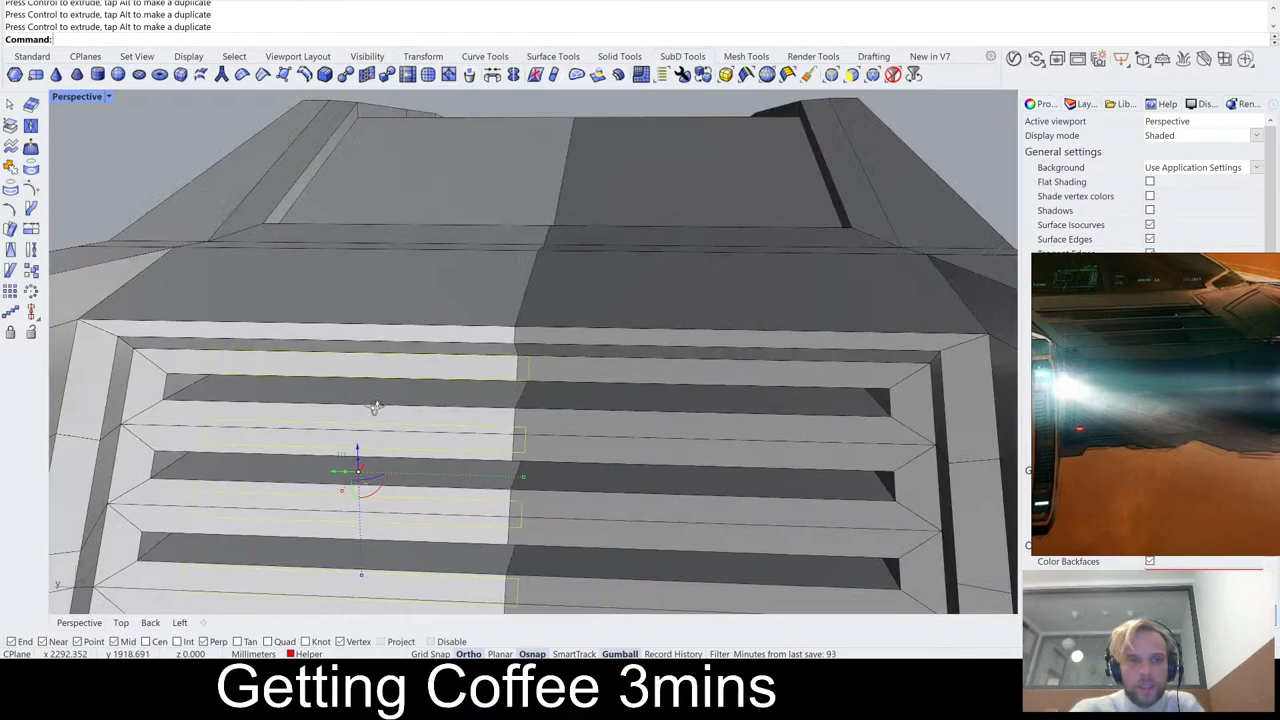 Press Control to extrude, tap Alt to make a duplicate
Press Control to extrude, tap Alt to make a duplicate
Press Control to extrude, tap Alt to make a duplicate
Command:
Standard CPlanes Set View Display Select Viewport Layout Visibility Transform Curve Tools Surface Tools Solid Tools SubD Tools Mesh Tools Render Tools Drafting New in V7
Perspective
Pro... Lay... Lib... Help Dis... Ren...
Active viewport Perspective
Display mode Shaded
General settings
Background Use Application Settings
Flat Shading
Shade vertex colors
Shadows
Surface Isocurves
Surface Edges
Color Backfaces
y
Perspective Top Back Left
End Near Point Mid Cen Int Perp Tan Quad Knot Vertex Project Disable
CPlane x 2292.352 y 1918.691 z 0.000 Millimeters Helper Grid Snap Ortho Planar Osnap SmartTrack Gumball Record History Filter Minutes from last save: 93
Getting Coffee 3mins